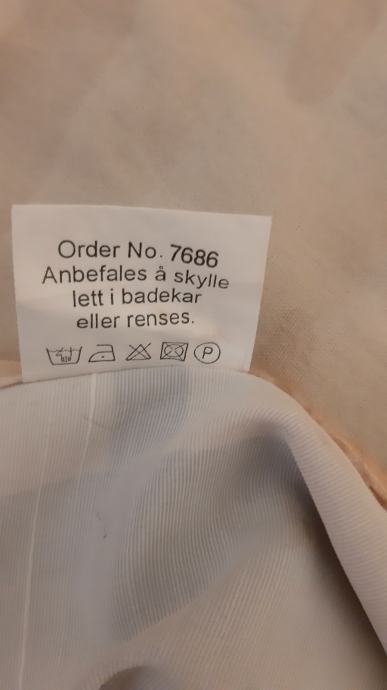 Order No. 7686
Anbefales å skylle
lett i badekar
eller renses.
P